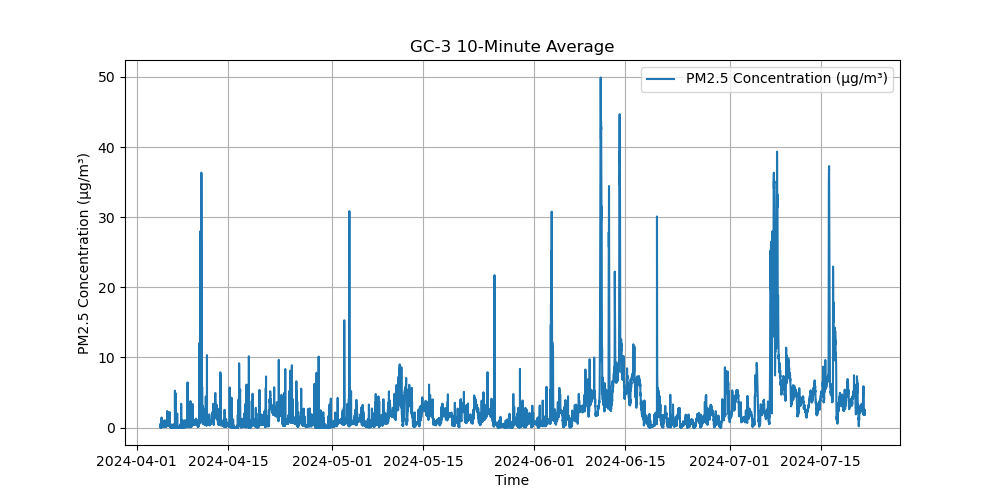 GC-3 10-Minute Average
PM2.5 Concentration (µg/m³)
PM2.5 Concentration (µg/m³)
50
40
30
20
10
0
2024-04-01 2024-04-15 2024-05-01 2024-05-15 2024-06-01 2024-06-15 2024-07-01 2024-07-15
Time